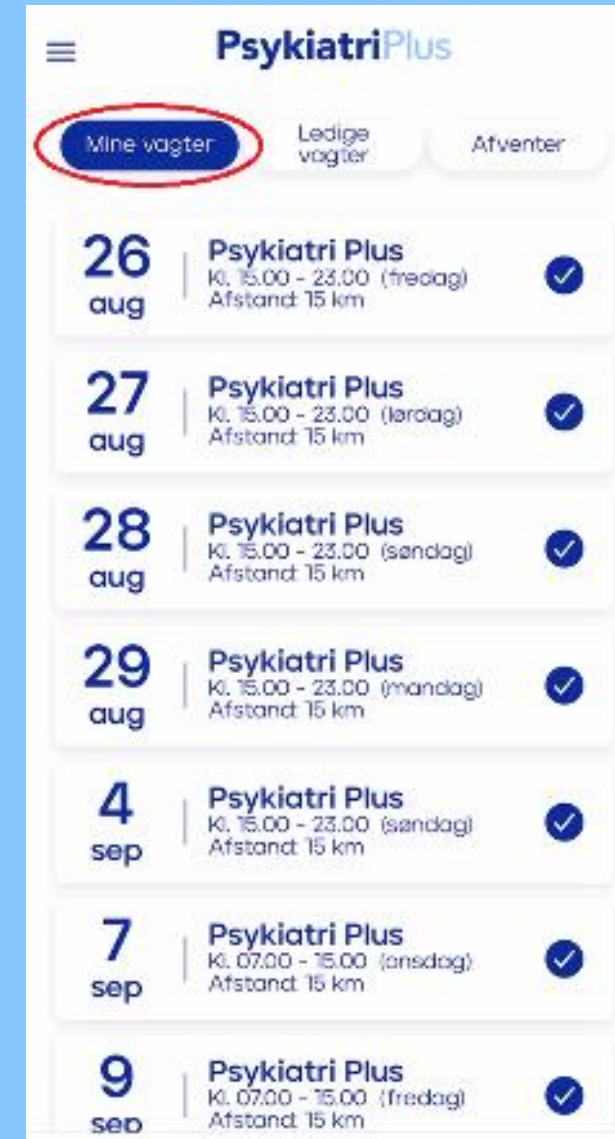 PsykiatriPlus
Mine vagter
Ledige
vagter
Afventer
26
aug
Psykiatri Plus
Kl. 15.00 - 23.00 (fredag)
Afstand: 15 km
27
aug
Psykiatri Plus
Kl. 15.00 - 23.00 (lørdag)
Afstand: 15 km
28
aug
Psykiatri Plus
Kl. 15.00 - 23.00 (søndag)
Afstand: 15 km
29
aug
Psykiatri Plus
Kl. 15.00 - 23.00 (mandag)
Afstand: 15 km
4
sep
Psykiatri Plus
Kl. 15.00 - 23.00 (søndag)
Afstand: 15 km
7
sep
Psykiatri Plus
Kl. 07.00 - 15.00 (onsdag)
Afstand: 15 km
9
sep
Psykiatri Plus
Kl. 07.00 - 15.00 (fredag)
Afstand: 15 km